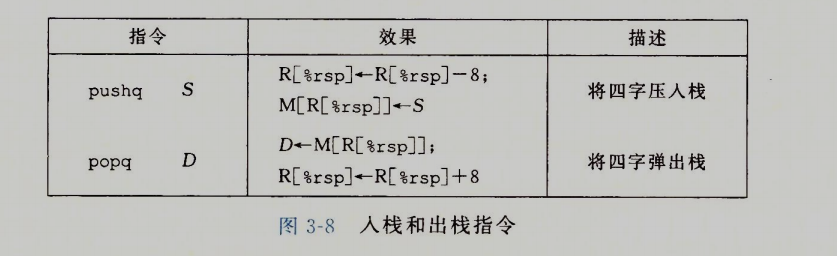 指令 效果 描述
pushq S R[%rsp]←R[%rsp]-8;
M[R[%rsp]]←S 将四字压入栈
popq D D←M[R[%rsp]];
R[%rsp]←R[%rsp]+8 将四字弹出栈
图 3-8 入栈和出栈指令